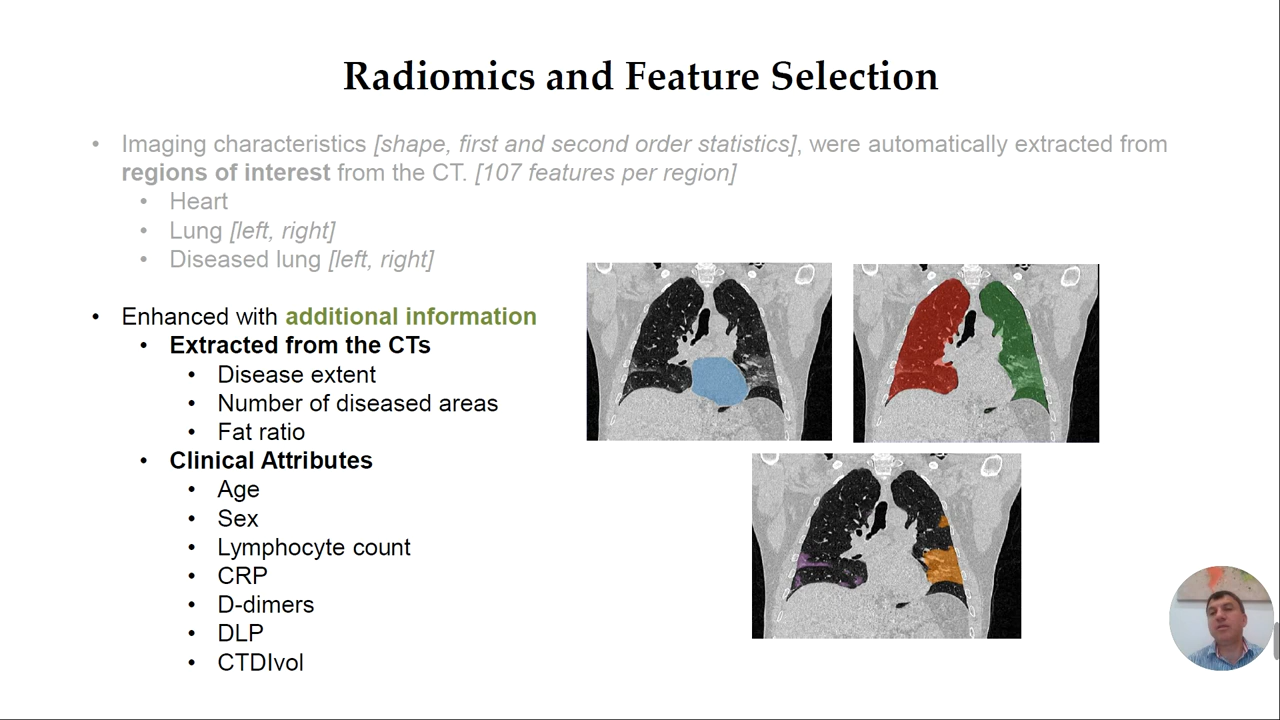 Radiomics and Feature Selection
• Imaging characteristics [shape, first and second order statistics], were automatically extracted from
regions of interest from the CT. [107 features per region]
• Heart
• Lung [left, right]
• Diseased lung [left, right]
• Enhanced with additional information
• Extracted from the CTs
• Disease extent
• Number of diseased areas
• Fat ratio
• Clinical Attributes
• Age
• Sex
• Lymphocyte count
• CRP
• D-dimers
• DLP
• CTDIvol